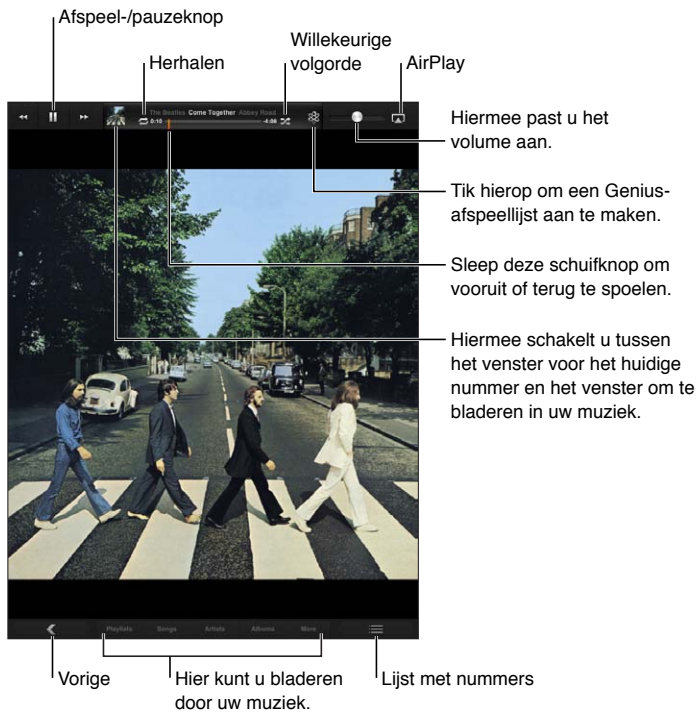 Afspeel-/pauzeknop
Willekeurige
volgorde
Herhalen
AirPlay
The Beatles Come Together Abbey Road
0:10
-4:08
Hiermee past u het
volume aan.
Tik hierop om een Genius-
afspeellijst aan te maken.
Sleep deze schuifknop om
vooruit of terug te spoelen.
Hiermee schakelt u tussen
het venster voor het huidige
nummer en het venster om te
bladeren in uw muziek.
Playlists Songs Artists Albums More
Vorige
Hier kunt u bladeren
door uw muziek.
Lijst met nummers